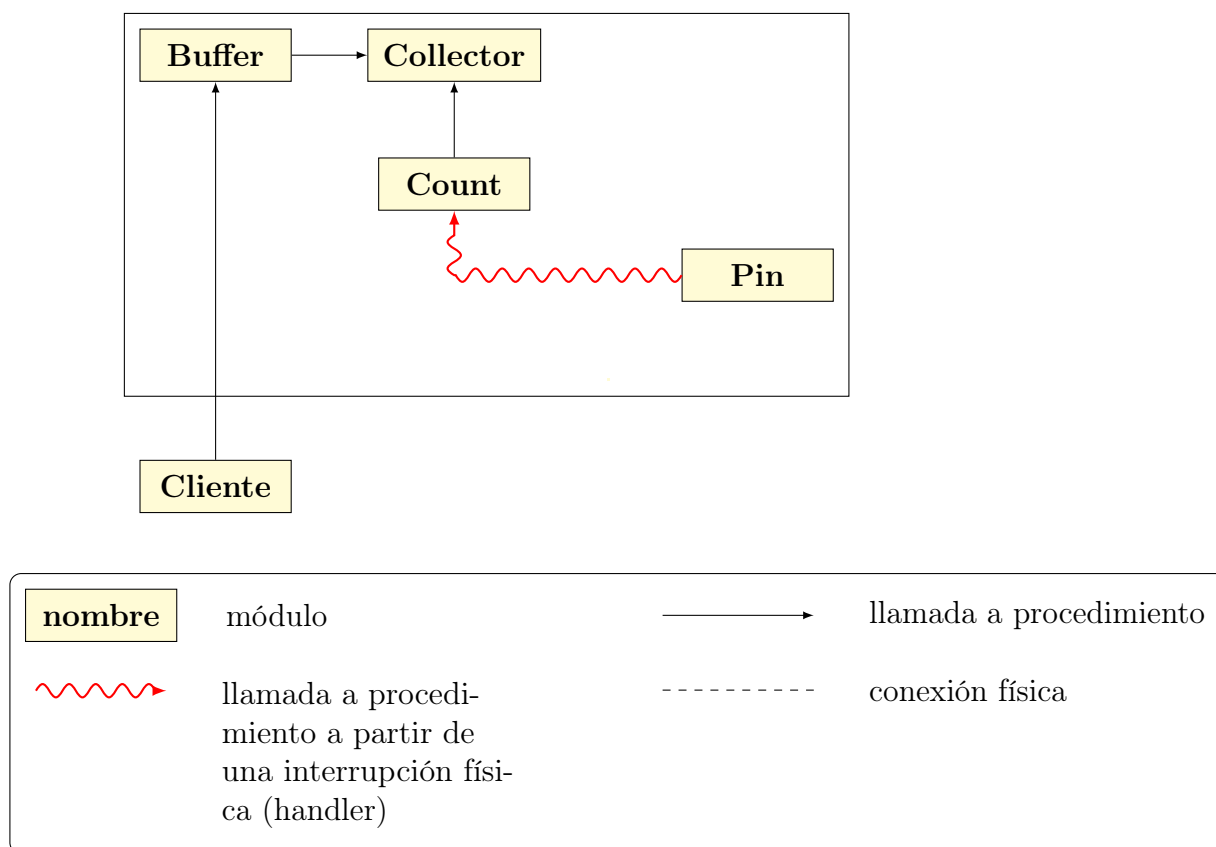 Buffer
Collector
Count
Pin
Cliente
nombre
módulo
llamada a procedimiento
llamada a procedi-
miento a partir de
una interrupción físi-
ca (handler)
conexión física